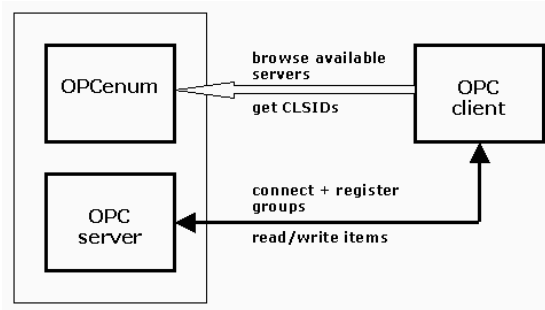 OPCenum
browse available
servers
get CLSIDs
OPC
client
OPC
server
connect + register
groups
read/write items